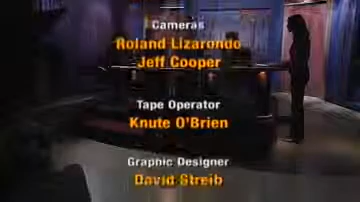 Cameras
Roland Lizarondo
Jeff Cooper
Tape Operator
Knute O'Brien
Graphic Designer
David Streib